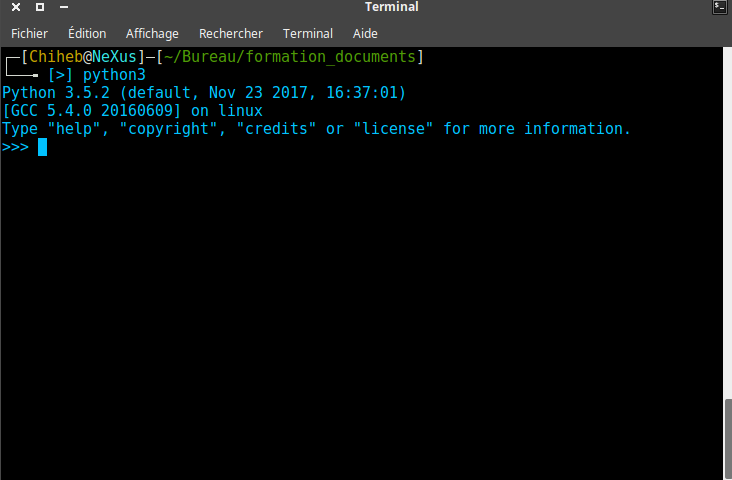 Terminal
Fichier Édition Affichage Rechercher Terminal Aide
┌─[Chiheb@NeXus]─[~/Bureau/formation_documents]
└──╼ [>] python3
Python 3.5.2 (default, Nov 23 2017, 16:37:01)
[GCC 5.4.0 20160609] on linux
Type "help", "copyright", "credits" or "license" for more information.
>>>